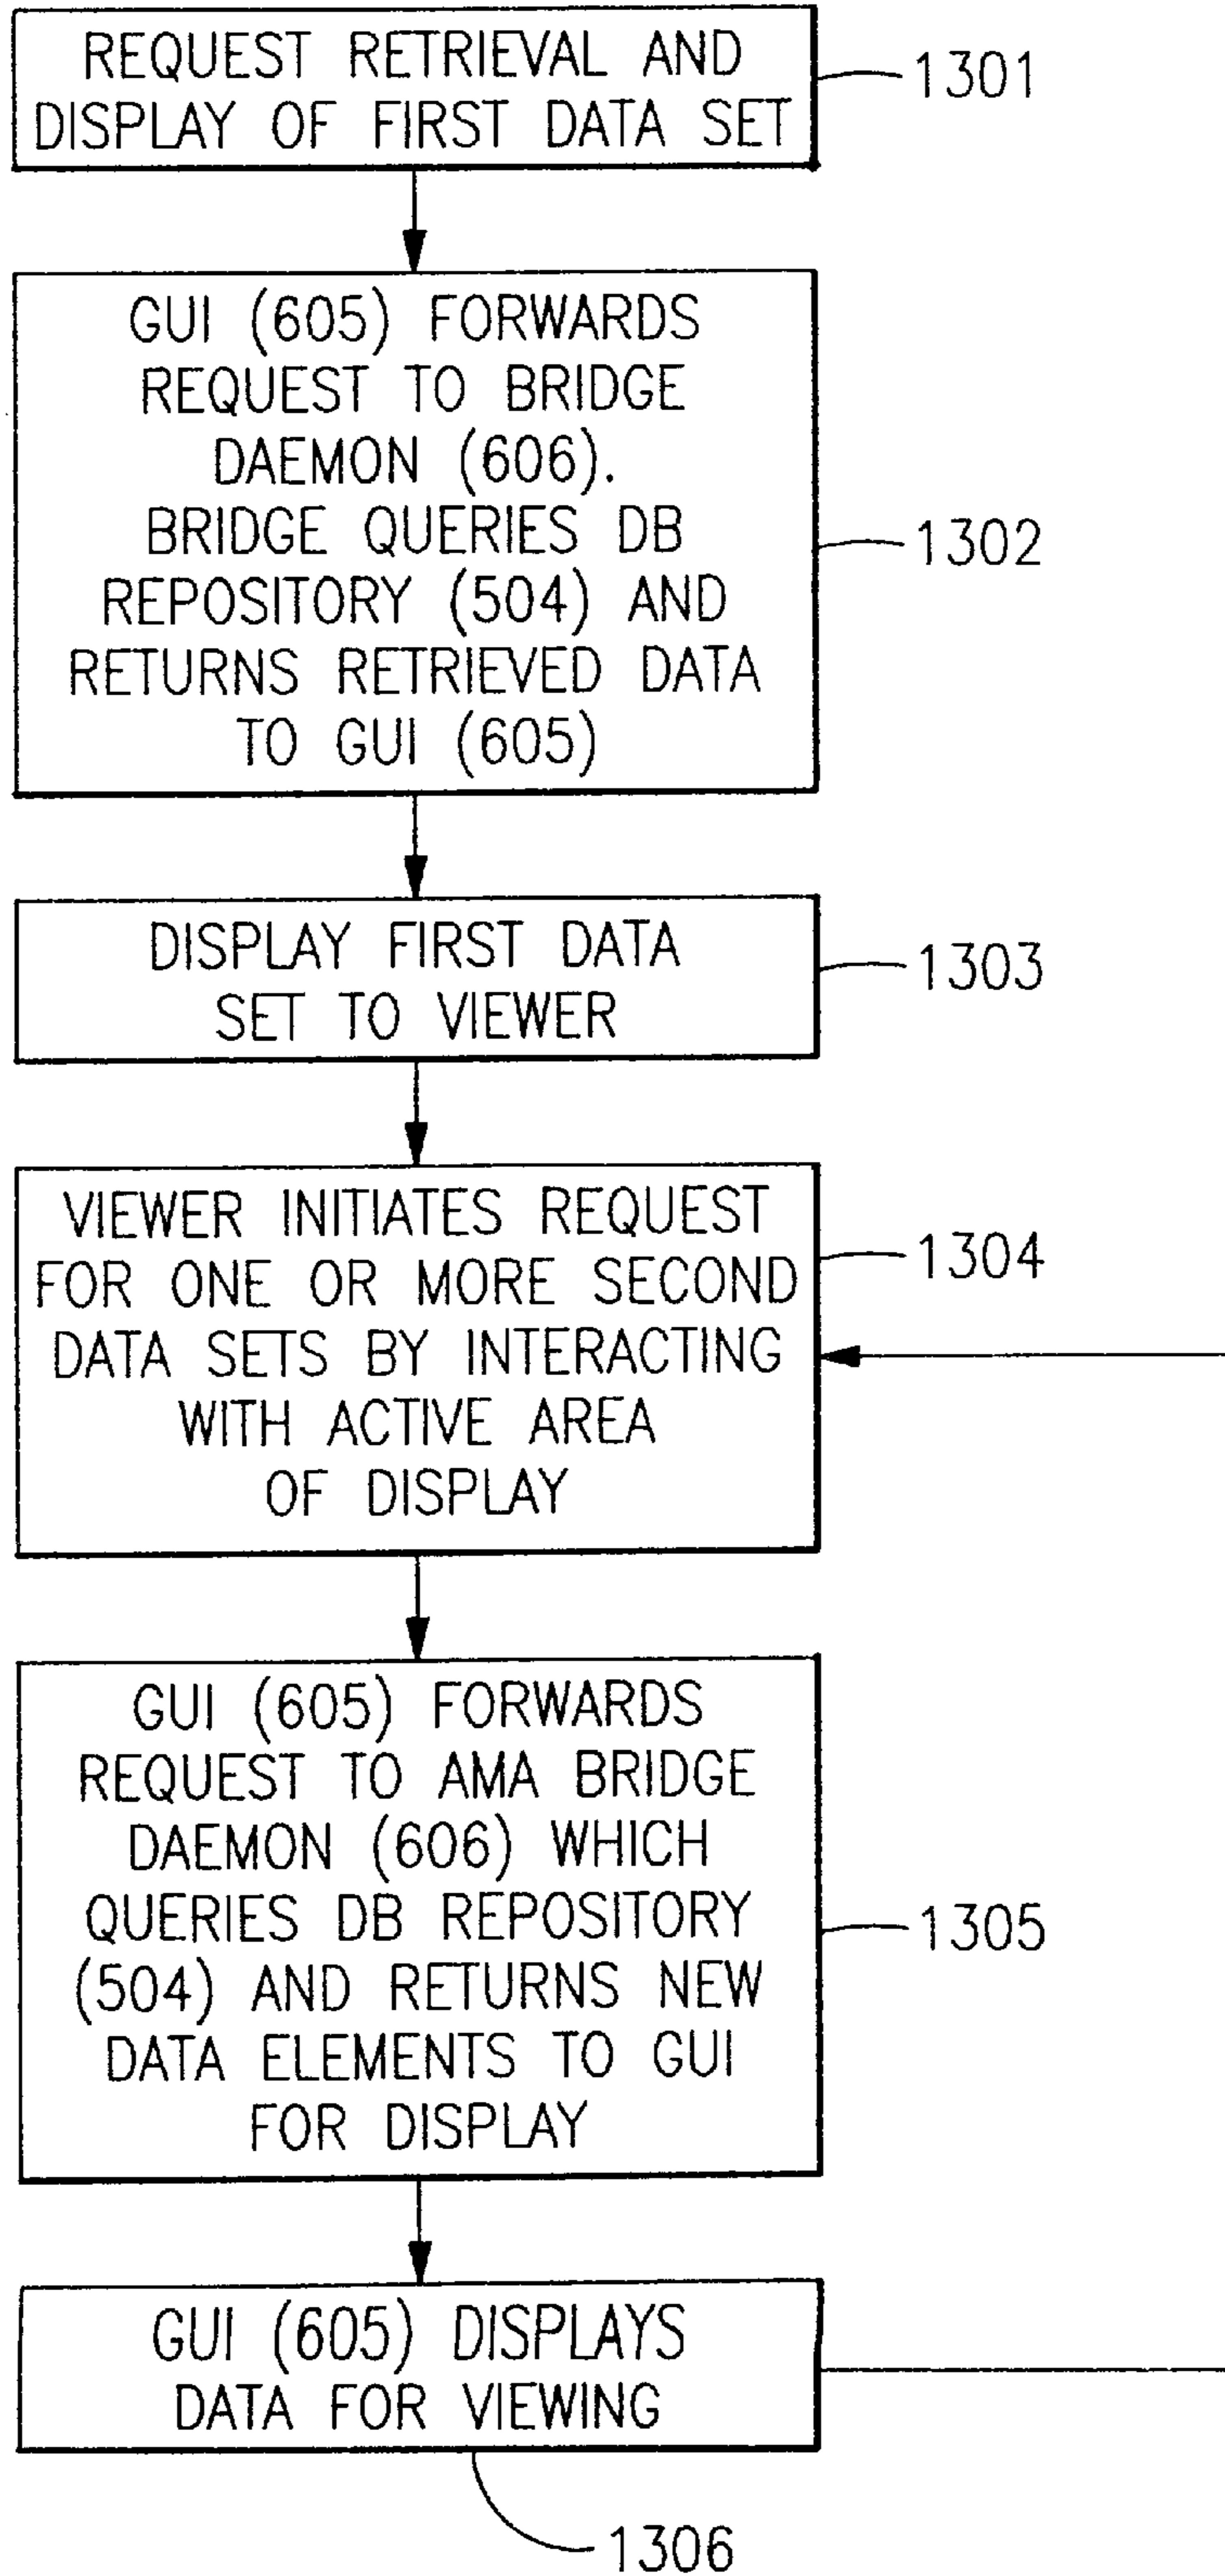 REQUEST RETRIEVAL AND
DISPLAY OF FIRST DATA SET
1301
GUI (605) FORWARDS
REQUEST TO BRIDGE
DAEMON (606).
BRIDGE QUERIES DB
REPOSITORY (504) AND
RETURNS RETRIEVED DATA
TO GUI (605)
1302
DISPLAY FIRST DATA
SET TO VIEWER
1303
VIEWER INITIATES REQUEST
FOR ONE OR MORE SECOND
DATA SETS BY INTERACTING
WITH ACTIVE AREA
OF DISPLAY
1304
GUI (605) FORWARDS
REQUEST TO AMA BRIDGE
DAEMON (606) WHICH
QUERIES DB REPOSITORY
(504) AND RETURNS NEW
DATA ELEMENTS TO GUI
FOR DISPLAY
1305
GUI (605) DISPLAYS
DATA FOR VIEWING
1306